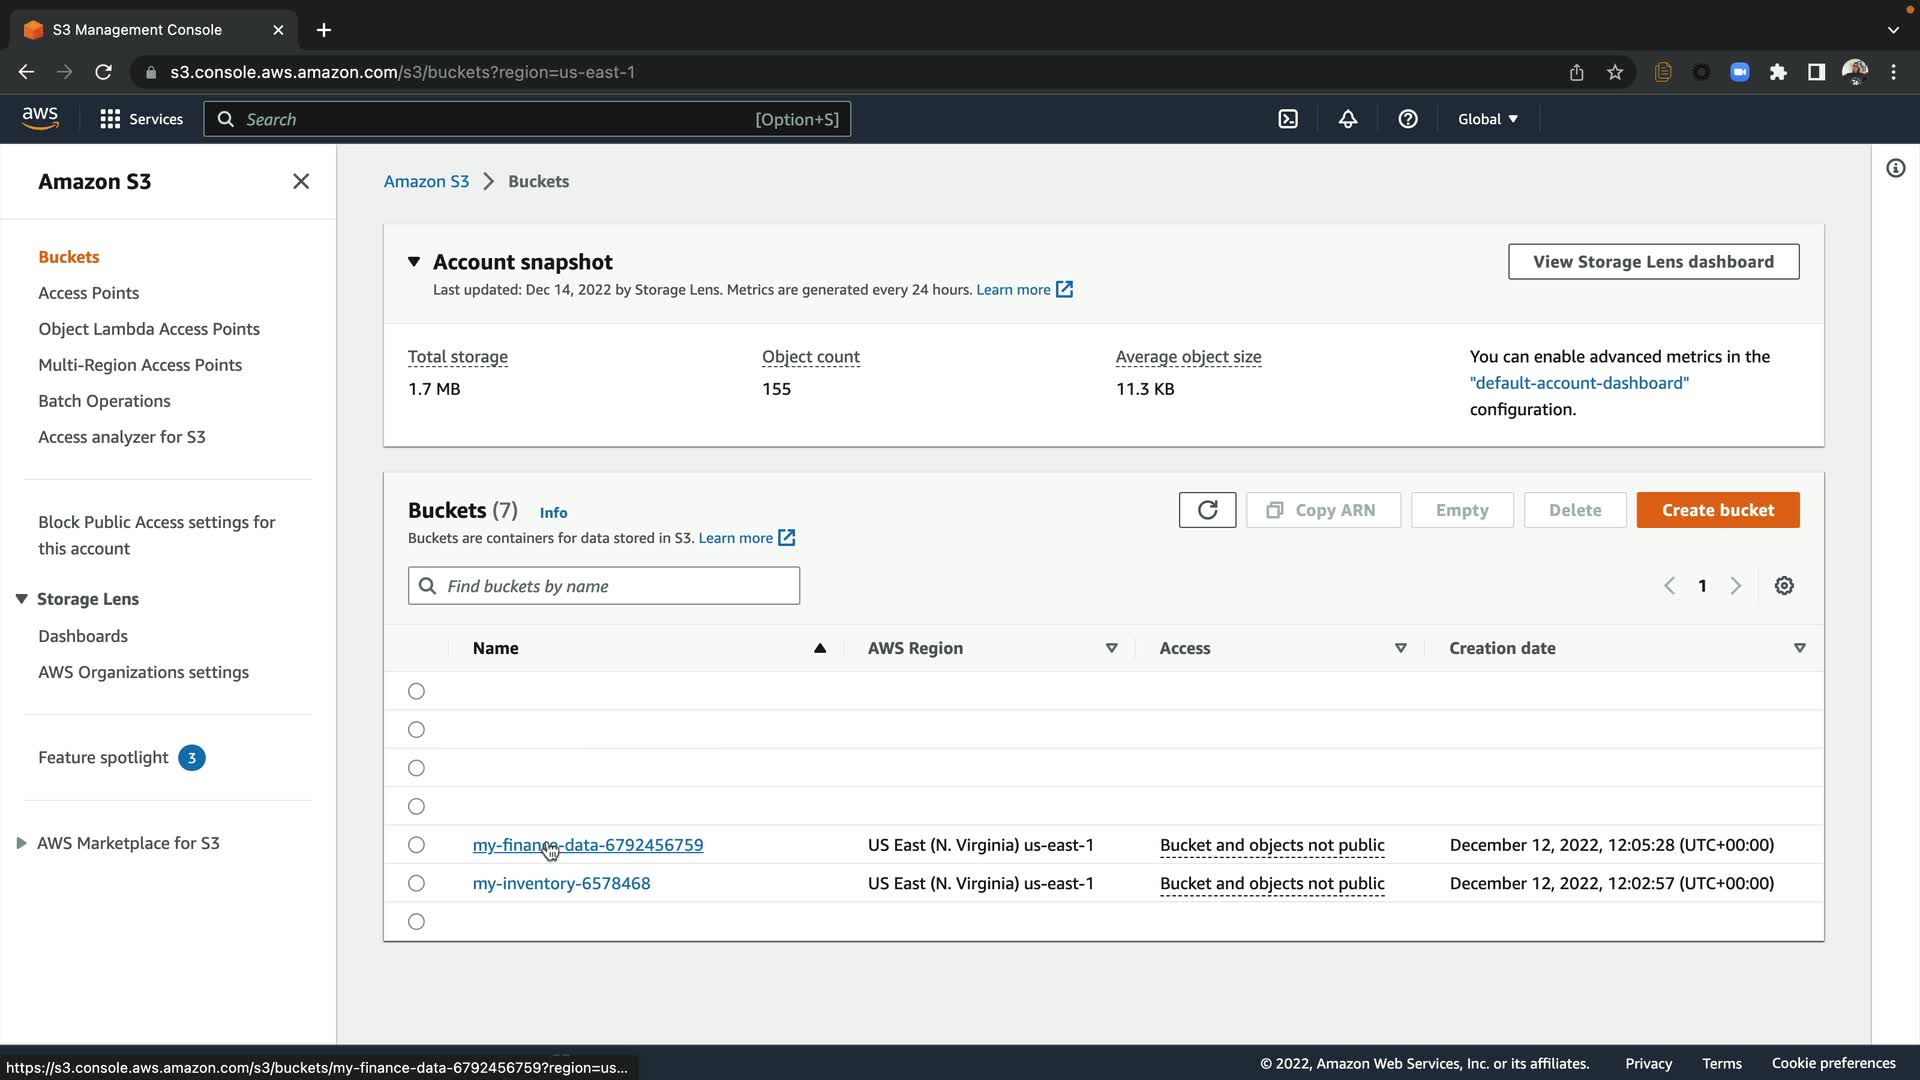 S3 Management Console
s3.console.aws.amazon.com/s3/buckets?region=us-east-1
aws
Services
Search
[Option+S]
Global
Amazon S3
Buckets
Access Points
Object Lambda Access Points
Multi-Region Access Points
Batch Operations
Access analyzer for S3
Block Public Access settings for
this account
Storage Lens
Dashboards
AWS Organizations settings
Feature spotlight 3
AWS Marketplace for S3
Amazon S3 > Buckets
Account snapshot
Last updated: Dec 14, 2022 by Storage Lens. Metrics are generated every 24 hours. Learn more
View Storage Lens dashboard
Total storage
1.7 MB
Object count
155
Average object size
11.3 KB
You can enable advanced metrics in the
"default-account-dashboard"
configuration.
Buckets (7) Info
Buckets are containers for data stored in S3. Learn more
Copy ARN
Empty
Delete
Create bucket
Find buckets by name
1
Name AWS Region Access Creation date
my-finance-data-6792456759 US East (N. Virginia) us-east-1 Bucket and objects not public December 12, 2022, 12:05:28 (UTC+00:00)
my-inventory-6578468 US East (N. Virginia) us-east-1 Bucket and objects not public December 12, 2022, 12:02:57 (UTC+00:00)
https://s3.console.aws.amazon.com/s3/buckets/my-finance-data-6792456759?region=us...
© 2022, Amazon Web Services, Inc. or its affiliates. Privacy Terms Cookie preferences